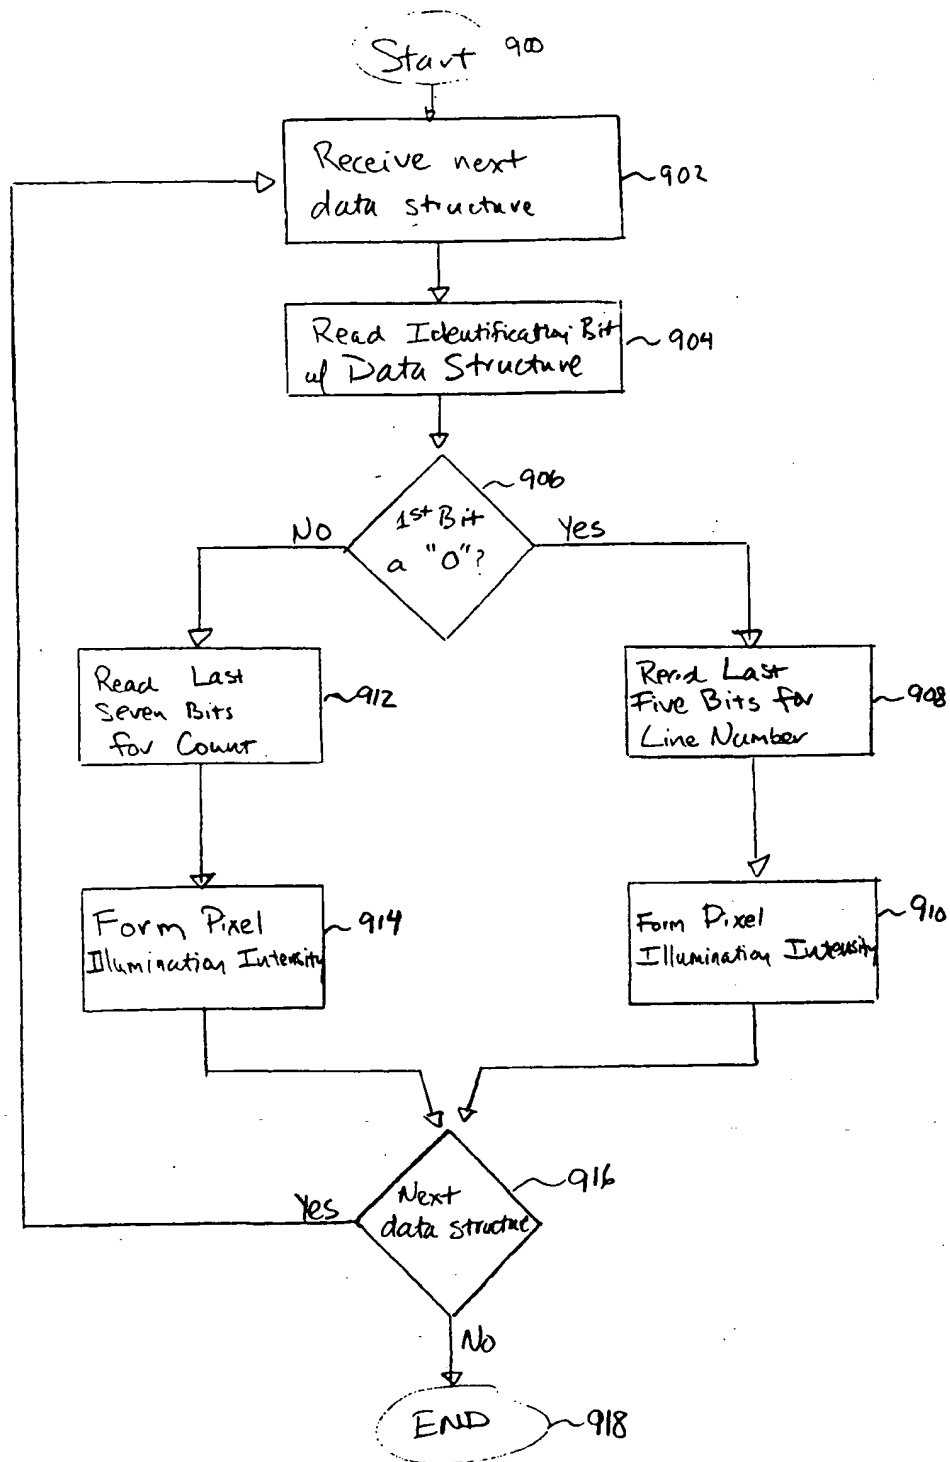 Start 900
Receive next
data structure
902
Read Identification Bit
w/ Data Structure
904
906
1st Bit
a "0"?
No
Yes
Read Last
Seven Bits
for Count
912
Read Last
Five Bits for
Line Number
908
Form Pixel
Illumination Intensity
914
Form Pixel
Illumination Intensity
910
Next
data structure
916
Yes
No
END
918